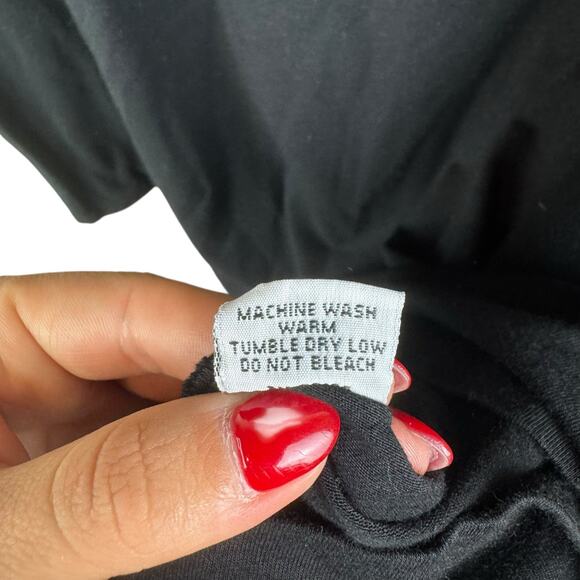 MACHINE WASH
WARM
TUMBLE DRY LOW
DO NOT BLEACH